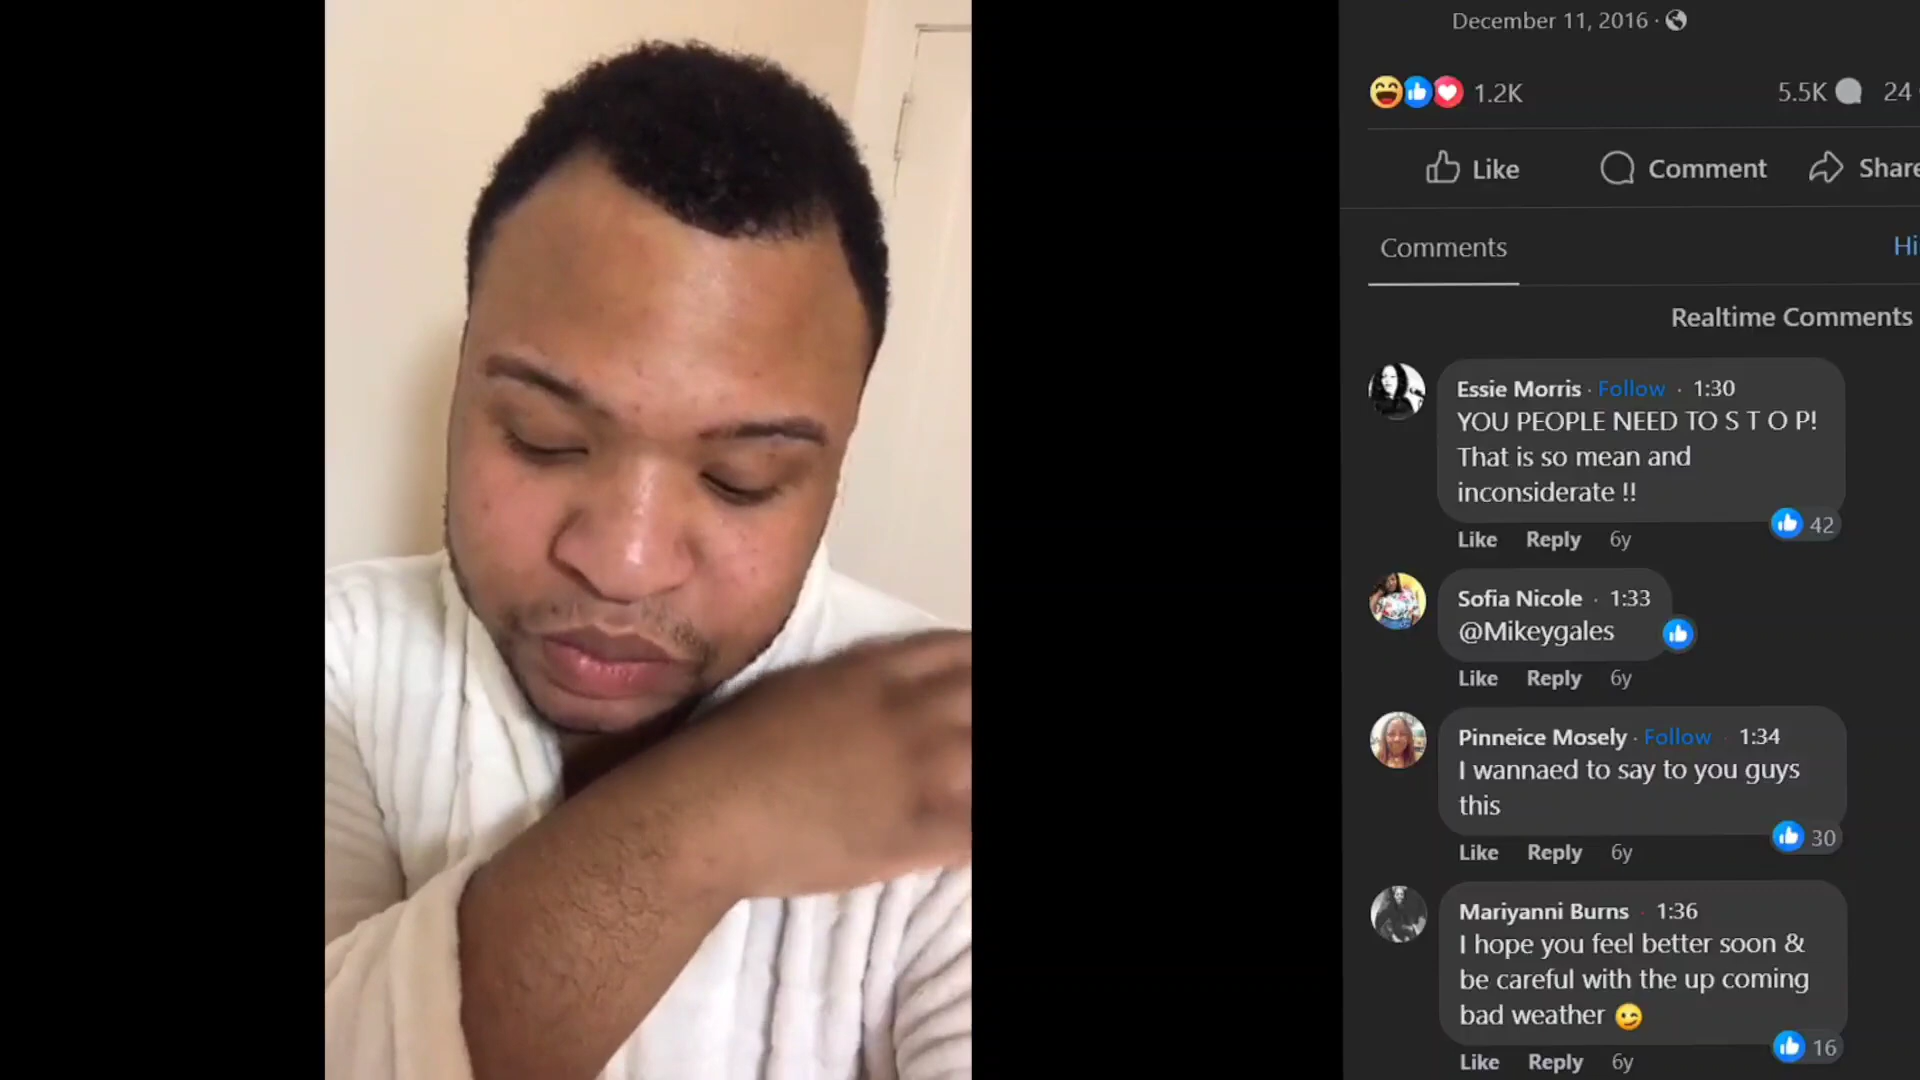 December 11, 2016 ·
1.2K
5.5K
24
Like
Comment
Share
Comments
Hi
Realtime Comments
Essie Morris · Follow · 1:30
YOU PEOPLE NEED TO S T O P!
That is so mean and
inconsiderate !!
42
Like Reply 6y
Sofia Nicole · 1:33
@Mikeygales
Like Reply 6y
Pinneice Mosely · Follow · 1:34
I wannaed to say to you guys
this
30
Like Reply 6y
Mariyanni Burns · 1:36
I hope you feel better soon &
be careful with the up coming
bad weather 😉
16
Like Reply 6y